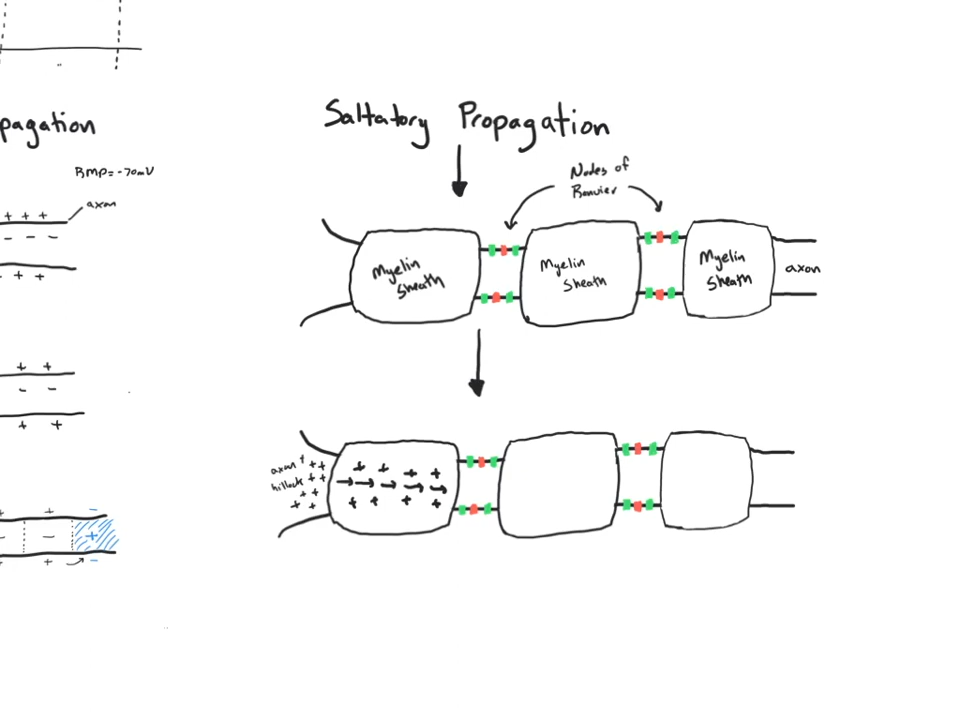 pagation
RMP=-70mV
axon
+ + +
- - -
+ +
+ +
- -
+ +
+ + -
- - +
+ + -
Saltatory Propagation
Nodes of
Ranvier
Myelin
Sheath
Myelin
Sheath
Myelin
Sheath
axon
axon + + +
hillock + +
+ +
+ +
+ + + +
+ + + +